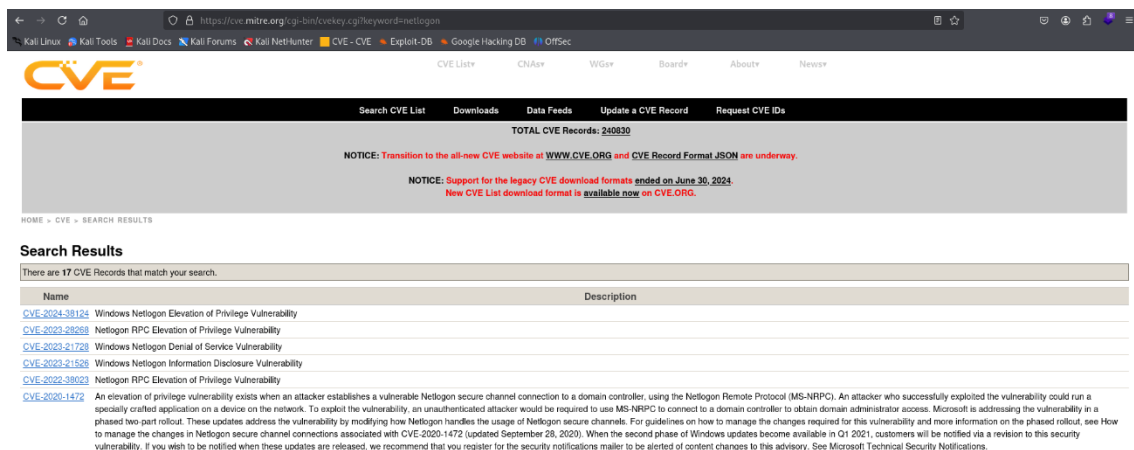 https://cve.mitre.org/cgi-bin/cvekey.cgi?keyword=netlogon
Kali Linux Kali Tools Kali Docs Kali Forums Kali NetHunter CVE - CVE Exploit-DB Google Hacking DB OffSec
CVE
CVE List CNAs WGs Board About News
Search CVE List Downloads Data Feeds Update a CVE Record Request CVE IDs
TOTAL CVE Records: 240830
NOTICE: Transition to the all-new CVE website at WWW.CVE.ORG and CVE Record Format JSON are underway.
NOTICE: Support for the legacy CVE download formats ended on June 30, 2024.
New CVE List download format is available now on CVE.ORG.
HOME > CVE > SEARCH RESULTS
Search Results
There are 17 CVE Records that match your search.
Name Description
CVE-2024-38124 Windows Netlogon Elevation of Privilege Vulnerability
CVE-2023-28268 Netlogon RPC Elevation of Privilege Vulnerability
CVE-2023-21728 Windows Netlogon Denial of Service Vulnerability
CVE-2023-21526 Windows Netlogon Information Disclosure Vulnerability
CVE-2022-38023 Netlogon RPC Elevation of Privilege Vulnerability
CVE-2020-1472 An elevation of privilege vulnerability exists when an attacker establishes a vulnerable Netlogon secure channel connection to a domain controller, using the Netlogon Remote Protocol (MS-NRPC). An attacker who successfully exploited the vulnerability could run a
specially crafted application on a device on the network. To exploit the vulnerability, an unauthenticated attacker would be required to use MS-NRPC to connect to a domain controller to obtain domain administrator access. Microsoft is addressing the vulnerability in a
phased two-part rollout. These updates address the vulnerability by modifying how Netlogon handles the usage of Netlogon secure channels. For guidelines on how to manage the changes required for this vulnerability and more information on the phased rollout, see How
to manage the changes in Netlogon secure channel connections associated with CVE-2020-1472 (updated September 28, 2020). When the second phase of Windows updates become available in Q1 2021, customers will be notified via a revision to this security
vulnerability. If you wish to be notified when these updates are released, we recommend that you register for the security notifications mailer to be alerted of content changes to this advisory. See Microsoft Technical Security Notifications.